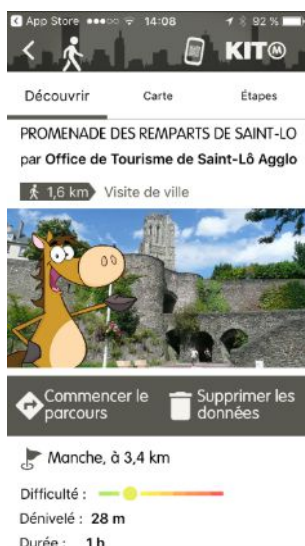 App Store 14:08 92 %
KIT M
Découvrir Carte Étapes
PROMENADE DES REMPARTS DE SAINT-LO
par Office de Tourisme de Saint-Lô Agglo
1,6 km Visite de ville
Commencer le parcours
Supprimer les données
Manche, à 3,4 km
Difficulté :
Dénivelé : 28 m
Durée : 1 h